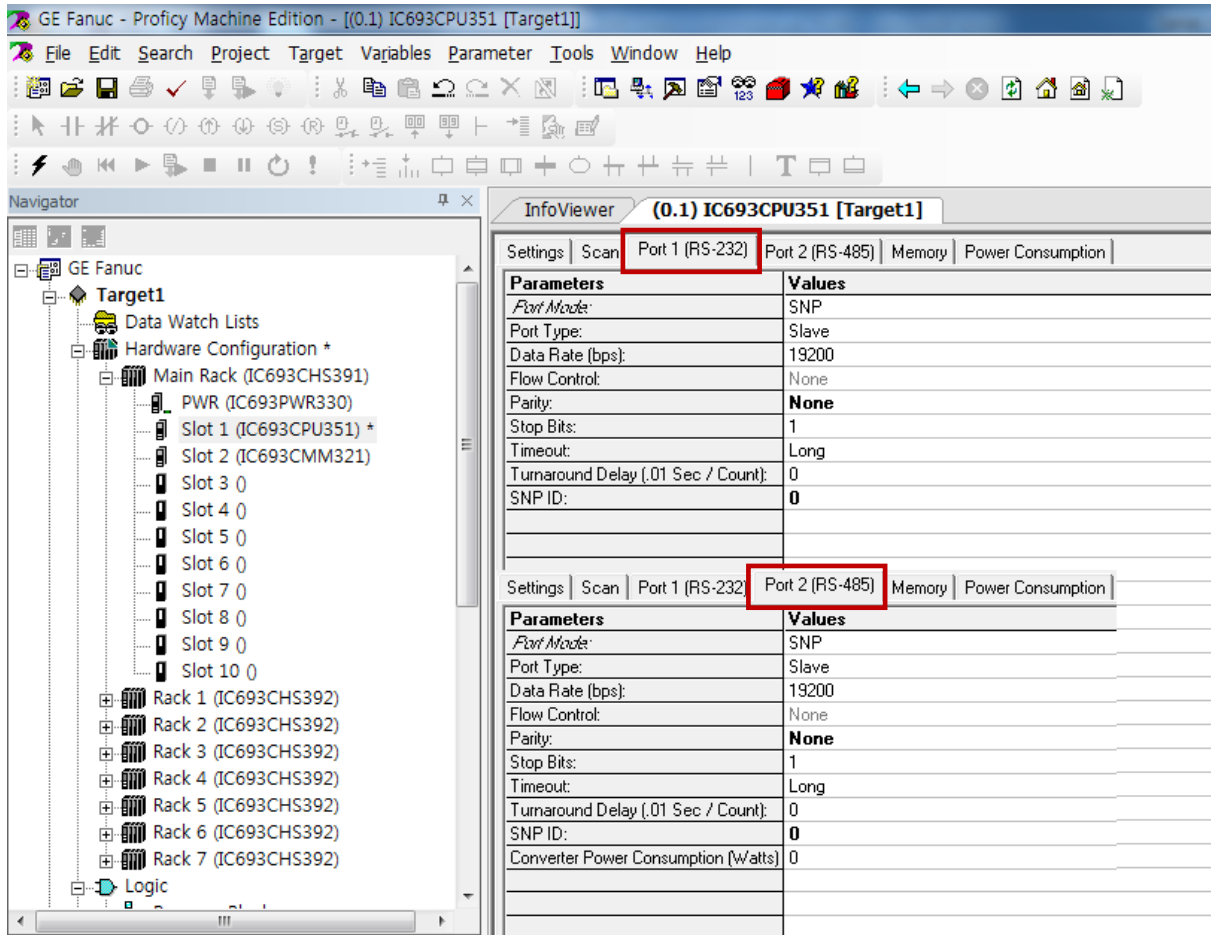 GE Fanuc - Proficy Machine Edition - [(0.1) IC693CPU351 [Target1]]
File Edit Search Project Target Variables Parameter Tools Window Help
Navigator
GE Fanuc
Target1
Data Watch Lists
Hardware Configuration *
Main Rack (IC693CHS391)
PWR (IC693PWR330)
Slot 1 (IC693CPU351) *
Slot 2 (IC693CMM321)
Slot 3 ()
Slot 4 ()
Slot 5 ()
Slot 6 ()
Slot 7 ()
Slot 8 ()
Slot 9 ()
Slot 10 ()
Rack 1 (IC693CHS392)
Rack 2 (IC693CHS392)
Rack 3 (IC693CHS392)
Rack 4 (IC693CHS392)
Rack 5 (IC693CHS392)
Rack 6 (IC693CHS392)
Rack 7 (IC693CHS392)
Logic
InfoViewer (0.1) IC693CPU351 [Target1]
Settings Scan Port 1 (RS-232) Port 2 (RS-485) Memory Power Consumption
Parameters Values
Port Mode: SNP
Port Type: Slave
Data Rate (bps): 19200
Flow Control: None
Parity: None
Stop Bits: 1
Timeout: Long
Turnaround Delay (.01 Sec / Count): 0
SNP ID: 0
Settings Scan Port 1 (RS-232) Port 2 (RS-485) Memory Power Consumption
Parameters Values
Port Mode: SNP
Port Type: Slave
Data Rate (bps): 19200
Flow Control: None
Parity: None
Stop Bits: 1
Timeout: Long
Turnaround Delay (.01 Sec / Count): 0
SNP ID: 0
Converter Power Consumption (Watts) 0